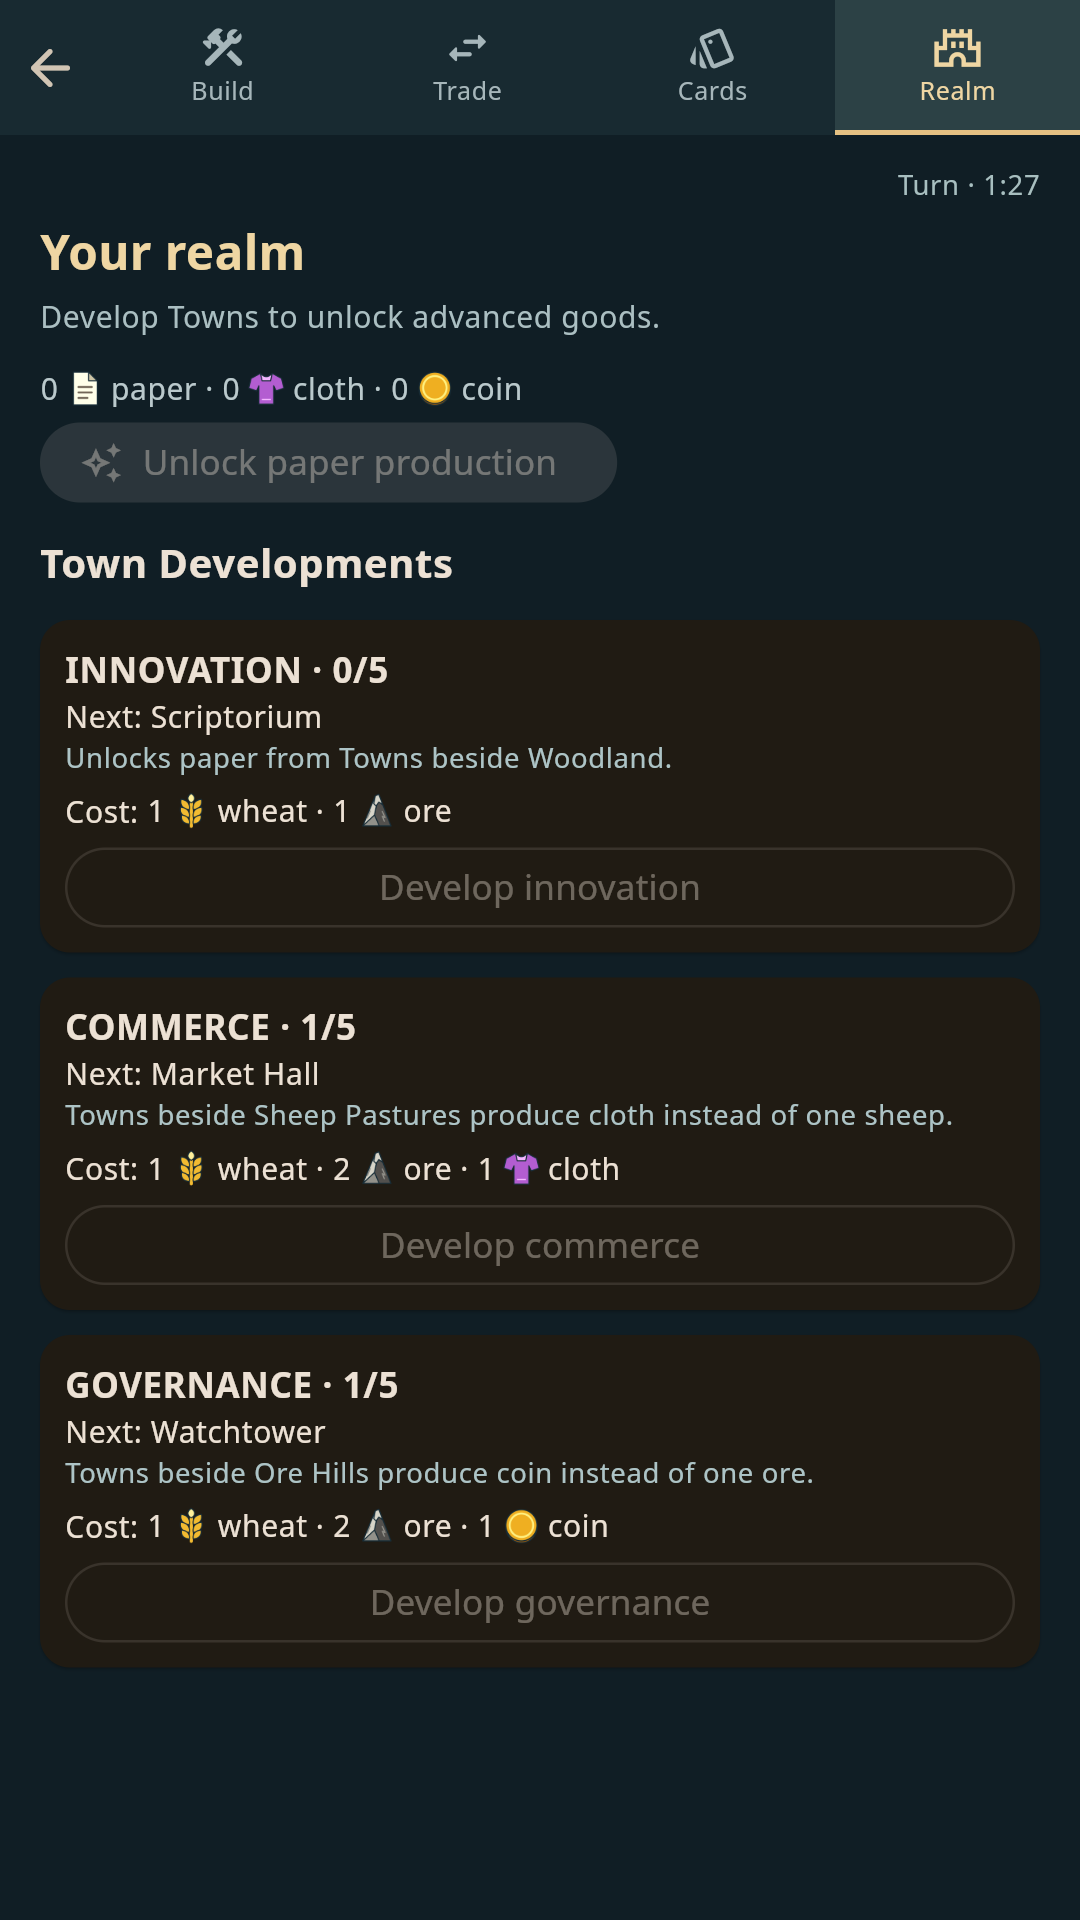 Build
Trade
Cards
Realm
Turn · 1:27
Your realm
Develop Towns to unlock advanced goods.
0 paper · 0 cloth · 0 coin
Unlock paper production
Town Developments
INNOVATION · 0/5
Next: Scriptorium
Unlocks paper from Towns beside Woodland.
Cost: 1 wheat · 1 ore
Develop innovation
COMMERCE · 1/5
Next: Market Hall
Towns beside Sheep Pastures produce cloth instead of one sheep.
Cost: 1 wheat · 2 ore · 1 cloth
Develop commerce
GOVERNANCE · 1/5
Next: Watchtower
Towns beside Ore Hills produce coin instead of one ore.
Cost: 1 wheat · 2 ore · 1 coin
Develop governance